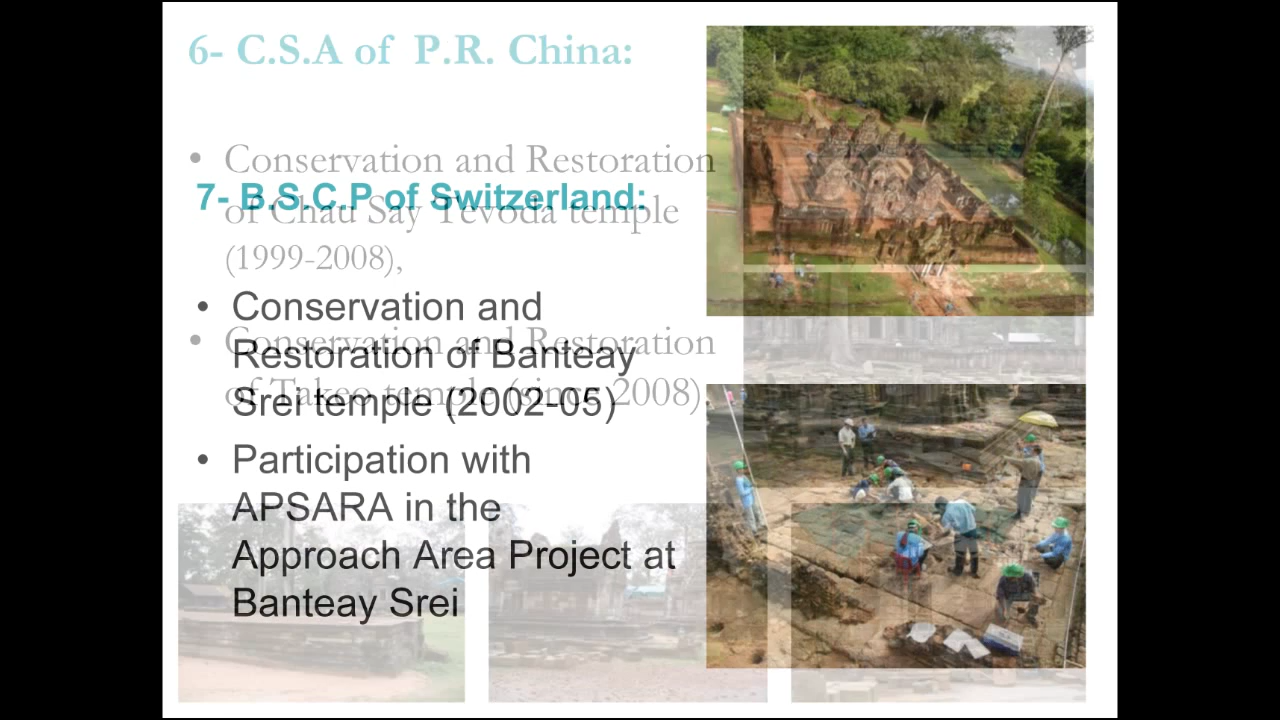 6- C.S.A of P.R. China:
• Conservation and Restoration
of Chau Say Tevoda temple
(1999-2008),
• Conservation and Restoration
of Takeo temple (since 2008)
7- B.S.C.P of Switzerland:
• Conservation and
Restoration of Banteay
Srei temple (2002-05)
• Participation with
APSARA in the
Approach Area Project at
Banteay Srei